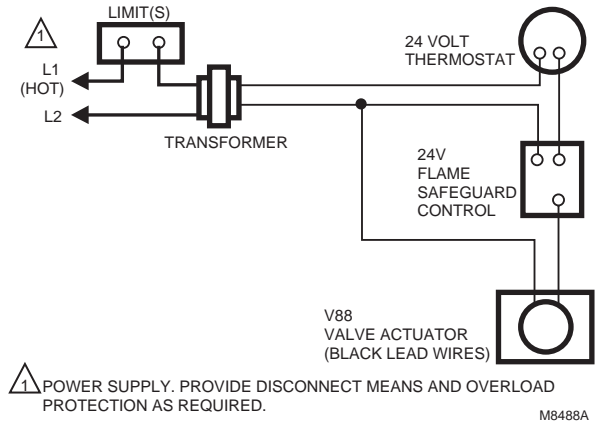 LIMIT(S)
1
L1
(HOT)
L2
TRANSFORMER
24 VOLT
THERMOSTAT
24V
FLAME
SAFEGUARD
CONTROL
V88
VALVE ACTUATOR
(BLACK LEAD WIRES)
1 POWER SUPPLY. PROVIDE DISCONNECT MEANS AND OVERLOAD
PROTECTION AS REQUIRED.
M8488A